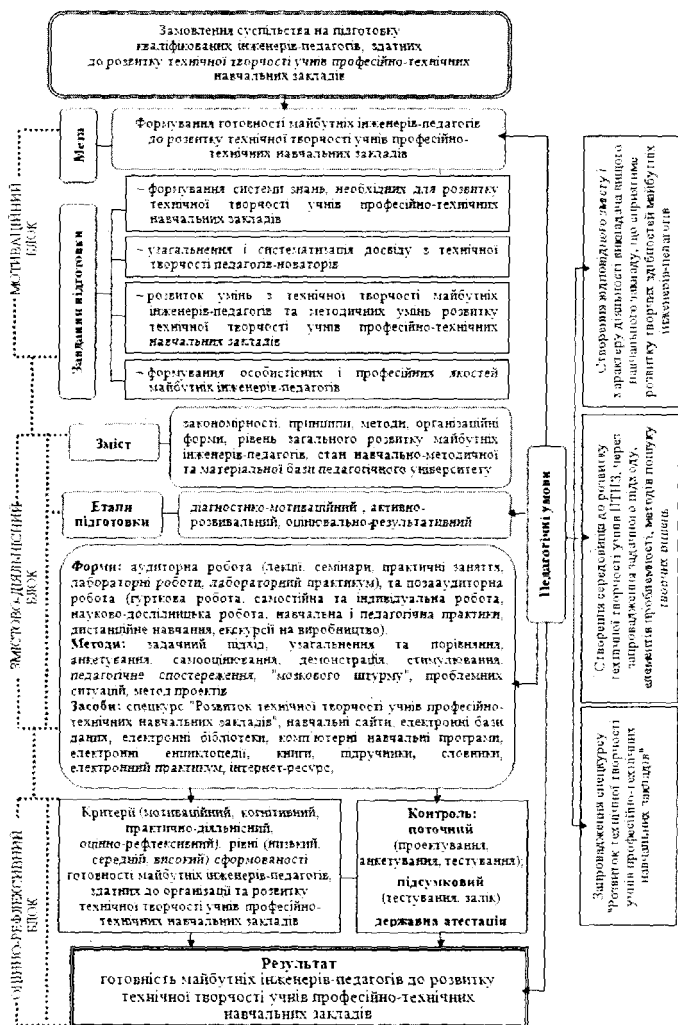 Замовлення суспільства на підготовку
кваліфікованих інженерів-педагогів, здатних
до розвитку технічної творчості учнів професійно-технічних
навчальних закладів
МОТИВАЦІЙНИЙ
БЛОК
Мета
Формування готовності майбутніх інженерів-педагогів
до розвитку технічної творчості учнів професійно-
технічних навчальних закладів
Завдання підготовки
– формування системи знань, необхідних для розвитку
технічної творчості учнів професійно-технічних
навчальних закладів
– узагальнення і систематизація досвіду з технічної
творчості педагогів-новаторів
– розвиток умінь з технічної творчості майбутніх
інженерів-педагогів та методичних умінь розвитку
технічної творчості учнів професійно-технічних
навчальних закладів
– формування особистісних і професійних якостей
майбутніх інженерів-педагогів
ЗМІСТОВО-ДІЯЛЬНІСНИЙ
БЛОК
Зміст
закономірності, принципи, методи, організаційні
форми, рівень загального розвитку майбутніх
інженерів-педагогів, стан навчально-методичної
та матеріальної бази педагогічного університету
Етапи
підготовки
діагностико-мотиваційний, активно-
розвивальний, оцінювально-результативний
Форми: аудиторна робота (лекції, семінари, практичні заняття,
лабораторні роботи, лабораторний практикум), та позааудиторна
робота (гурткова робота, самостійна та індивідуальна робота,
науково-дослідницька робота, навчальна і педагогічна практики,
дистанційне навчання, екскурсії на виробництво).
Методи: задачний підхід, узагальнення та порівняння,
анкетування, самооцінювання, демонстрація, стимулювання,
педагогічне спостереження, "мозкового штурму", проблемних
ситуацій, метод проектів
Засоби: спецкурс "Розвиток технічної творчості учнів професійно-
технічних навчальних закладів", навчальні сайти, електронні бази
даних, електронні бібліотеки, комп'ютерні навчальні програми,
електронні енциклопедії, книги, підручники, словники,
електронний практикум, інтернет-ресурс,
ОЦІННО-РЕФЛЕКСИВНИЙ
БЛОК
Критерії (мотиваційний, когнітивний,
практично-діяльнісний,
оцінно-рефлексивний), рівні (низький,
середній, високий) сформованості
готовності майбутніх інженерів-педагогів,
здатних до організації та розвитку
технічної творчості учнів професійно-
технічних навчальних закладів
Контроль:
поточний
(проектування,
анкетування, тестування),
підсумковий
(тестування, залік)
державна атестація
Результат
готовність майбутніх інженерів-педагогів до розвитку
технічної творчості учнів професійно-технічних
навчальних закладів
Педагогічні умови
Створення відповідного змісту і
характеру діяльності викладача вищого
навчального закладу, що сприятиме
розвитку творчих здібностей майбутніх
інженерів-педагогів
Створення середовища до розвитку
технічної творчості учнів ПТНЗ, через
запровадження задачного підходу,
елементів проблемності, методів пошуку
творчих рішень
Запровадження спецкурсу
"Розвиток технічної творчості
учнів професійно-технічних
навчальних закладів"